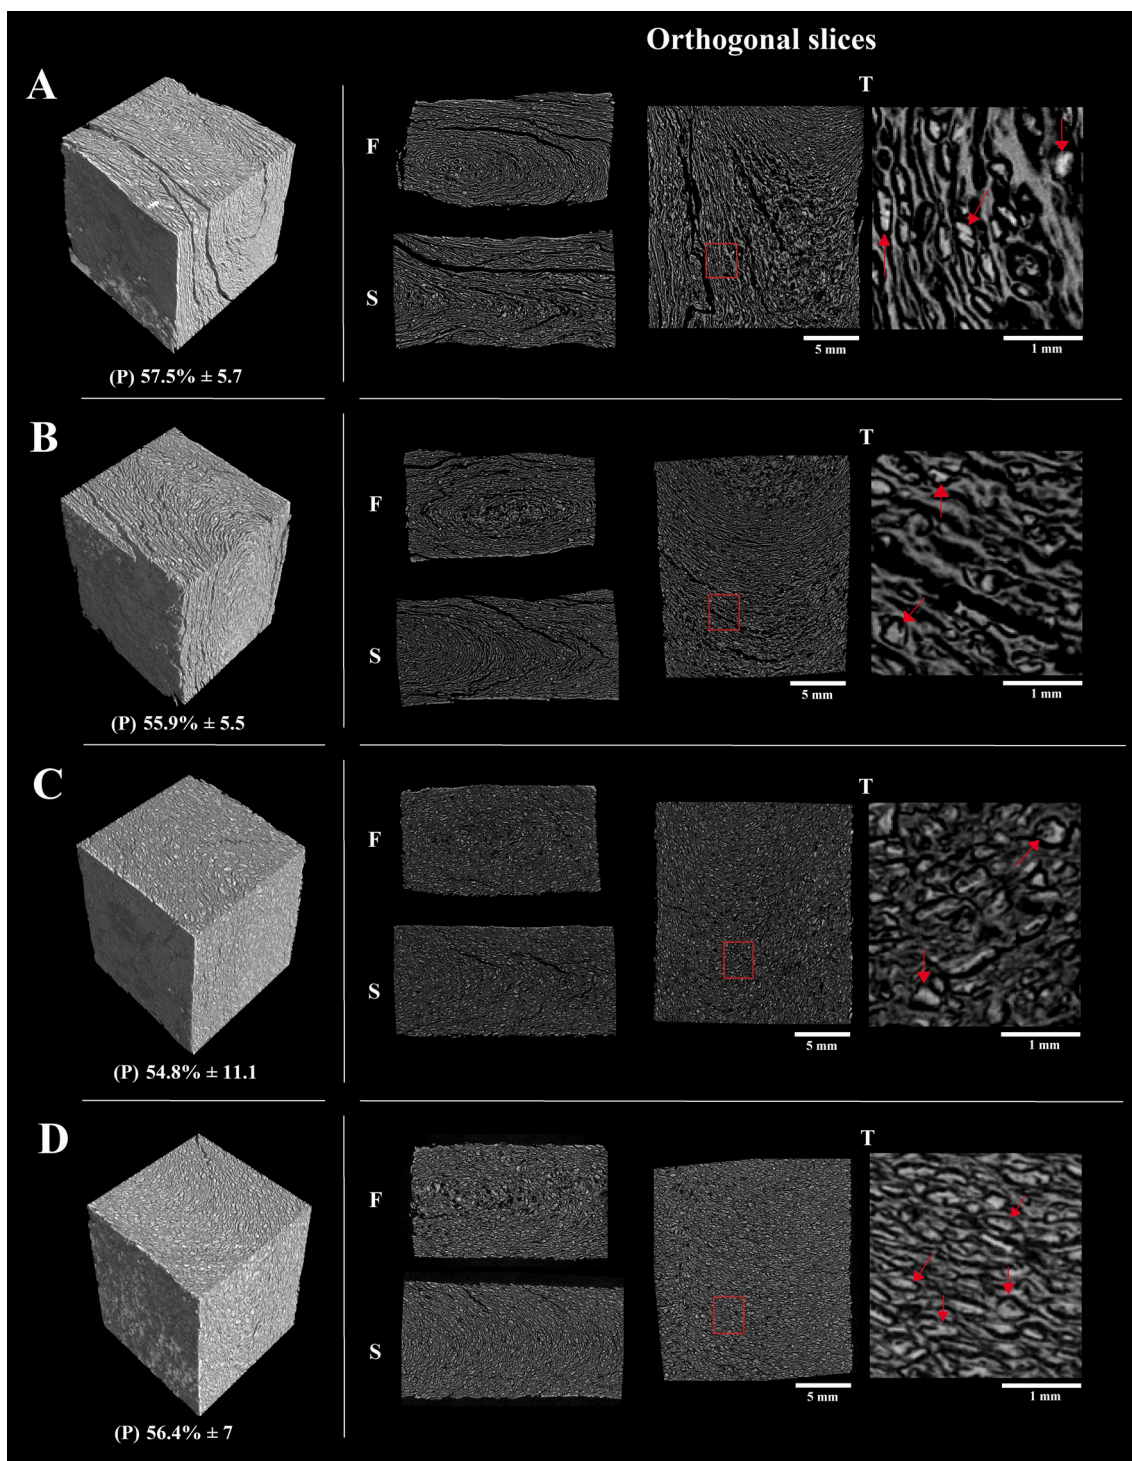 Orthogonal slices
A
F
S
T
5 mm
1 mm
(P) 57.5% ± 5.7
B
F
S
T
5 mm
1 mm
(P) 55.9% ± 5.5
C
F
S
T
5 mm
1 mm
(P) 54.8% ± 11.1
D
F
S
T
5 mm
1 mm
(P) 56.4% ± 7